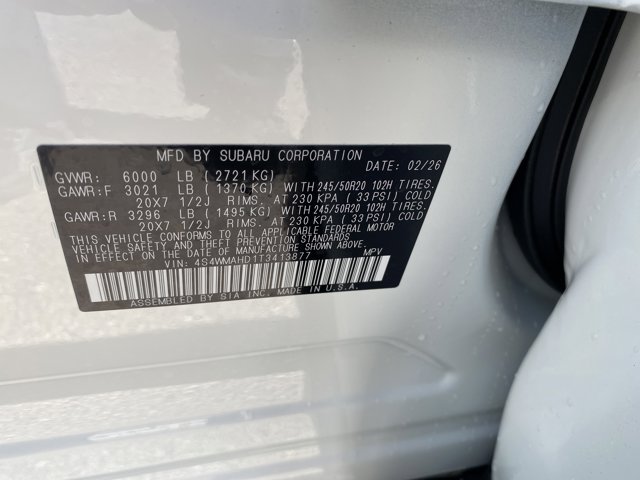 MFD BY SUBARU CORPORATION DATE: 02/26
GVWR: 6000 LB ( 2721 KG)
GAWR:F 3021 LB ( 1370 KG) WITH 245/50R20 102H TIRES.
20X7 1/2J RIMS. AT 230 KPA ( 33 PSI) COLD
GAWR:R 3296 LB ( 1495 KG) WITH 245/50R20 102H TIRES.
20X7 1/2J RIMS. AT 230 KPA ( 33 PSI) COLD
THIS VEHICLE CONFORMS TO ALL APPLICABLE FEDERAL MOTOR
VEHICLE SAFETY AND BUMPER STANDARDS
IN EFFECT ON THE DATE OF MANUFACTURE SHOWN ABOVE.
VIN: 4S4WMAHD1T3413877 MPV
ASSEMBLED BY SIA INC. MADE IN U.S.A.